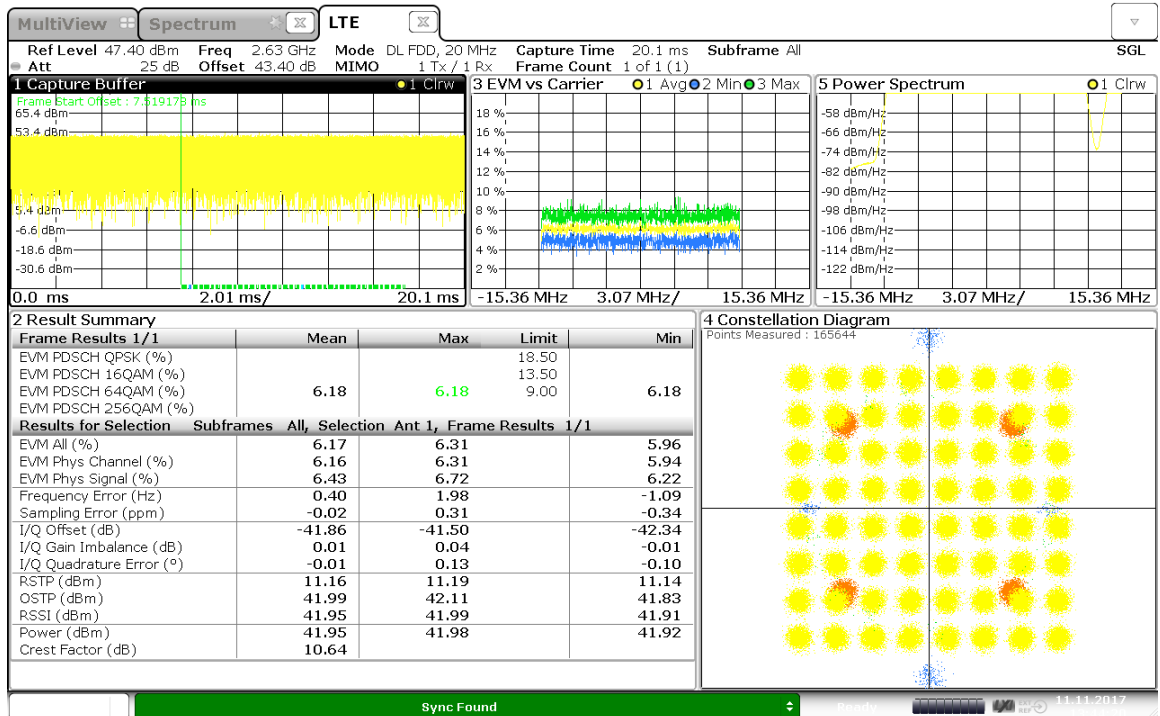 MultiView Spectrum LTE
Ref Level 47.40 dBm Freq 2.63 GHz Mode DL FDD, 20 MHz Capture Time 20.1 ms Subframe All SGL
Att 25 dB Offset 43.40 dB MIMO 1 Tx / 1 Rx Frame Count 1 of 1 (1)
1 Capture Buffer 1 Clrw
Frame Start Offset : 7.519173 ms
65.4 dBm
53.4 dBm
5.4 dBm
-6.6 dBm
-18.6 dBm
-30.6 dBm
0.0 ms 2.01 ms/ 20.1 ms
3 EVM vs Carrier 1 Avg 2 Min 3 Max
18 %
16 %
14 %
12 %
10 %
8 %
6 %
4 %
2 %
-15.36 MHz 3.07 MHz/ 15.36 MHz
5 Power Spectrum 1 Clrw
-58 dBm/Hz
-66 dBm/Hz
-74 dBm/Hz
-82 dBm/Hz
-90 dBm/Hz
-98 dBm/Hz
-106 dBm/Hz
-114 dBm/Hz
-122 dBm/Hz
-15.36 MHz 3.07 MHz/ 15.36 MHz
2 Result Summary
Frame Results 1/1 Mean Max Limit Min
EVM PDSCH QPSK (%) 18.50
EVM PDSCH 16QAM (%) 13.50
EVM PDSCH 64QAM (%) 6.18 6.18 9.00 6.18
EVM PDSCH 256QAM (%)
Results for Selection Subframes All, Selection Ant 1, Frame Results 1/1
EVM All (%) 6.17 6.31 5.96
EVM Phys Channel (%) 6.16 6.31 5.94
EVM Phys Signal (%) 6.43 6.72 6.22
Frequency Error (Hz) 0.40 1.98 -1.09
Sampling Error (ppm) -0.02 0.31 -0.34
I/Q Offset (dB) -41.86 -41.50 -42.34
I/Q Gain Imbalance (dB) 0.01 0.04 -0.01
I/Q Quadrature Error (º) -0.01 0.13 -0.10
RSTP (dBm) 11.16 11.19 11.14
OSTP (dBm) 41.99 42.11 41.83
RSSI (dBm) 41.95 41.99 41.91
Power (dBm) 41.95 41.98 41.92
Crest Factor (dB) 10.64
4 Constellation Diagram
Points Measured : 165644
Sync Found
Ready
LXI
EXT REF
11.11.2017